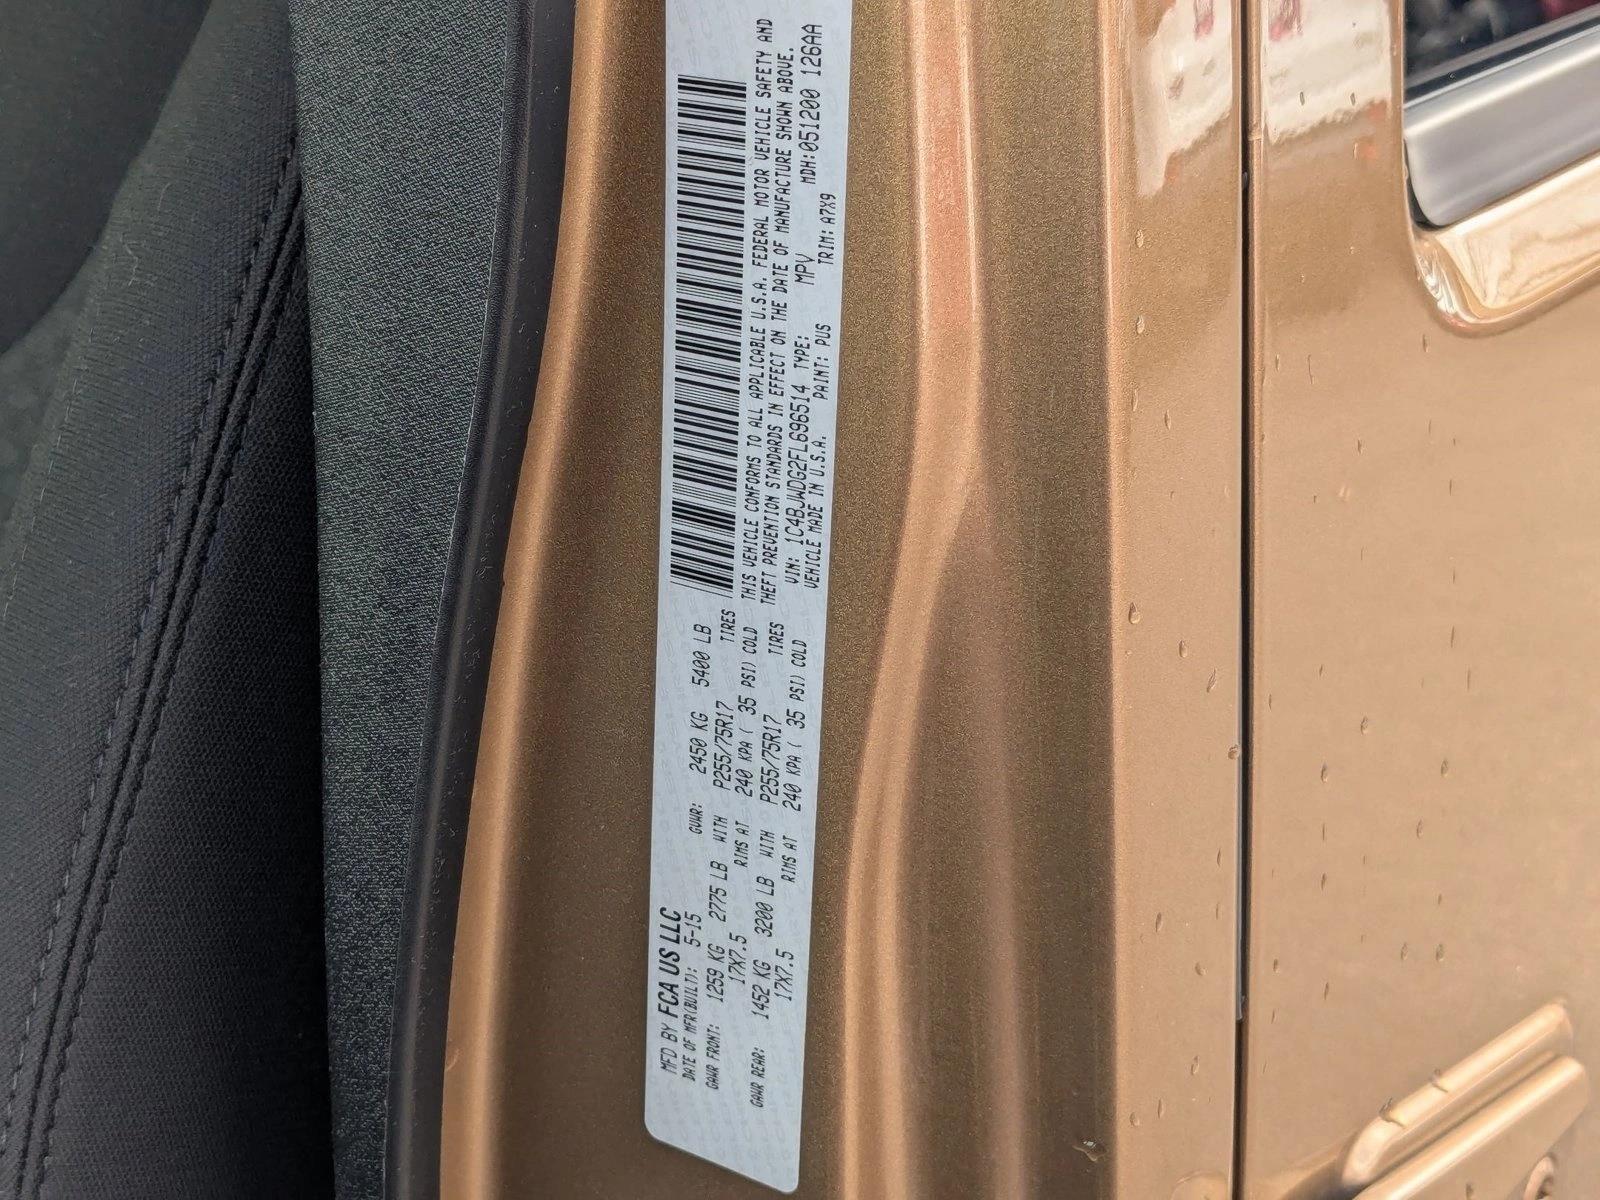 MFD BY FCA US LLC
DATE OF MFR(BUILT): 5-15 GVWR: 2450 KG 5400 LB
GAWR FRONT: 1259 KG 2775 LB WITH P255/75R17 TIRES
17X7.5 RIMS AT 240 KPA( 35 PSI) COLD
GAWR REAR: 1452 KG 3200 LB WITH P255/75R17 TIRES
17X7.5 RIMS AT 240 KPA( 35 PSI) COLD
THIS VEHICLE CONFORMS TO ALL APPLICABLE U.S.A. FEDERAL MOTOR VEHICLE SAFETY AND
THEFT PREVENTION STANDARDS IN EFFECT ON THE DATE OF MANUFACTURE SHOWN ABOVE.
VIN: 1C4BJWDG2FL696514 TYPE: MPV MDH:051200 126AA
VEHICLE MADE IN U.S.A. PAINT: PUS TRIM: A7X9